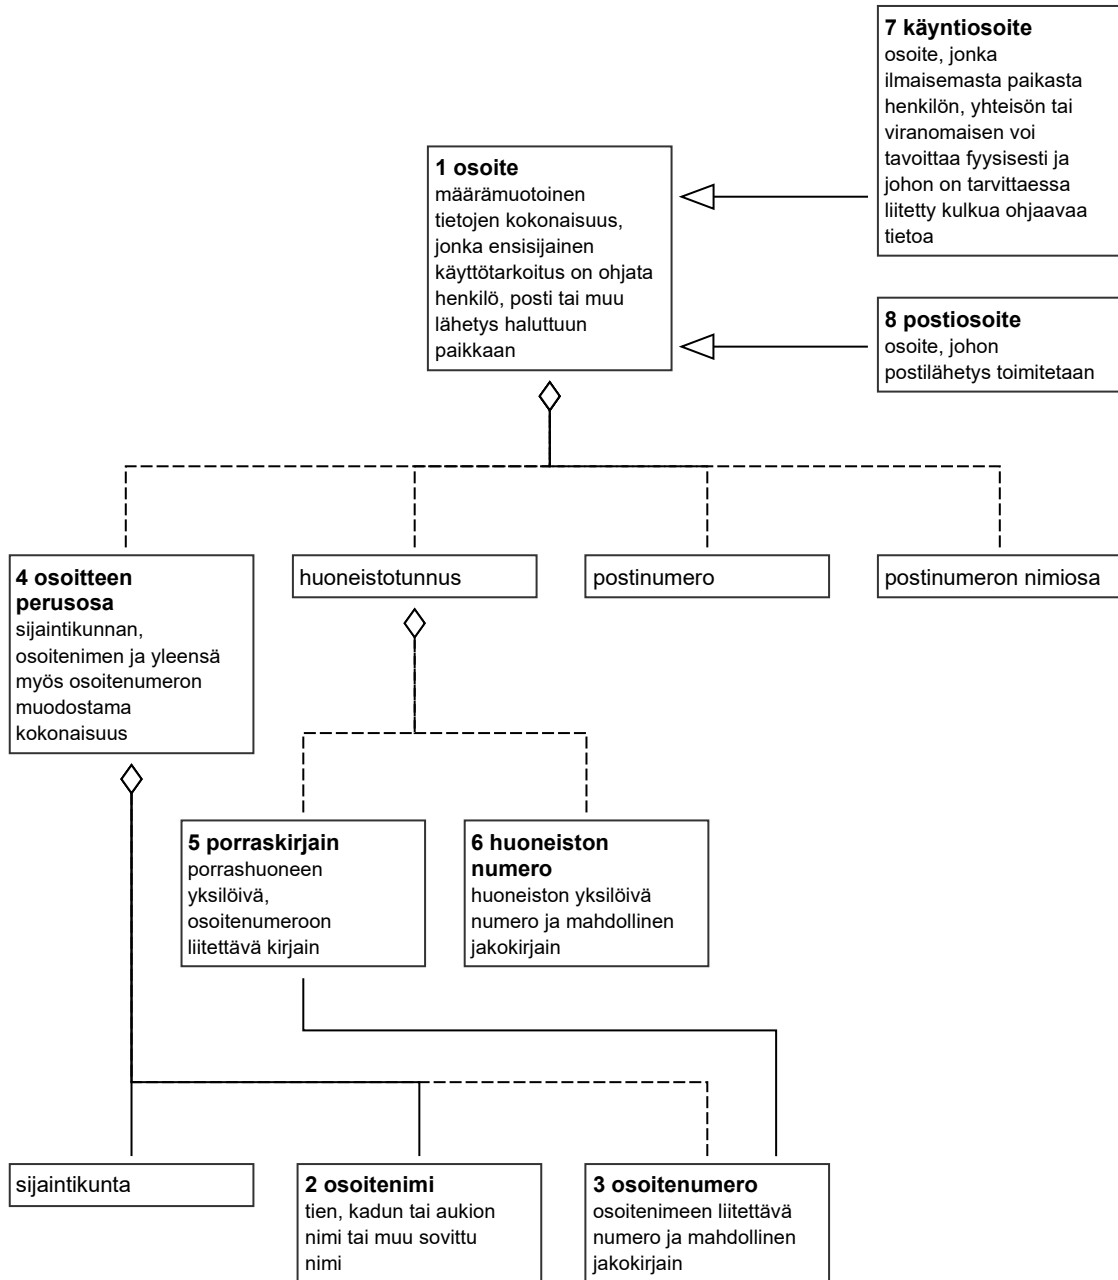 7 käyntiosoite
osoite, jonka
ilmaisemasta paikasta
henkilön, yhteisön tai
viranomaisen voi
tavoittaa fyysisesti ja
johon on tarvittaessa
liitetty kulkua ohjaavaa
tietoa
1 osoite
määrämuotoinen
tietojen kokonaisuus,
jonka ensisijainen
käyttötarkoitus on ohjata
henkilö, posti tai muu
lähetys haluttuun
paikkaan
8 postiosoite
osoite, johon
postilähetys toimitetaan
4 osoitteen
perusosa
sijaintikunnan,
osoitenimen ja yleensä
myös osoitenumeron
muodostama
kokonaisuus
huoneistotunnus
postinumero
postinumeron nimiosa
5 porraskirjain
porrashuoneen
yksilöivä,
osoitenumeroon
liitettävä kirjain
6 huoneiston
numero
huoneiston yksilöivä
numero ja mahdollinen
jakokirjain
sijaintikunta
2 osoitenimi
tien, kadun tai aukion
nimi tai muu sovittu
nimi
3 osoitenumero
osoitenimeen liitettävä
numero ja mahdollinen
jakokirjain